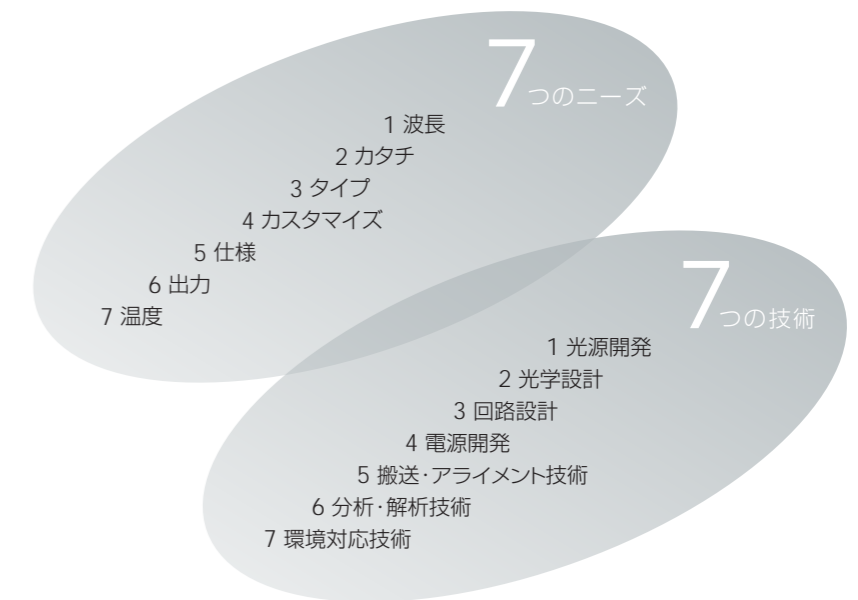 7つのニーズ
1 波長
2 カタチ
3 タイプ
4 カスタマイズ
5 仕様
6 出力
7 温度
7つの技術
1 光源開発
2 光学設計
3 回路設計
4 電源開発
5 搬送・アライメント技術
6 分析・解析技術
7 環境対応技術